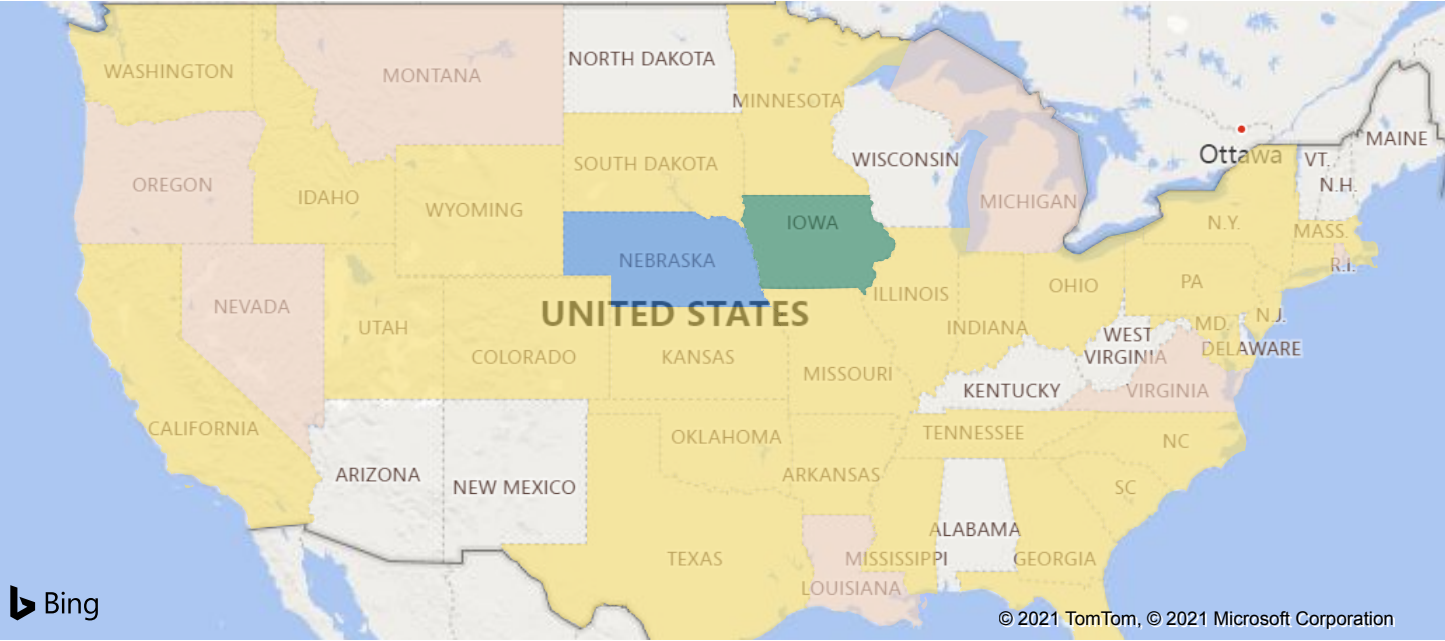 WASHINGTON
MONTANA
NORTH DAKOTA
MINNESOTA
Ottawa
MAINE
VT.
N.H.
WISCONSIN
SOUTH DAKOTA
OREGON
IDAHO
WYOMING
MICHIGAN
IOWA
N.Y.
MASS.
R.I.
NEBRASKA
NEVADA
UTAH
UNITED STATES
ILLINOIS
INDIANA
OHIO
PA
N.J.
MD.
WEST
VIRGINIA
DELAWARE
COLORADO
KANSAS
MISSOURI
KENTUCKY
VIRGINIA
CALIFORNIA
OKLAHOMA
TENNESSEE
NC
ARIZONA
NEW MEXICO
ARKANSAS
SC
TEXAS
MISSISSIPPI
ALABAMA
GEORGIA
LOUISIANA
Bing
© 2021 TomTom, © 2021 Microsoft Corporation